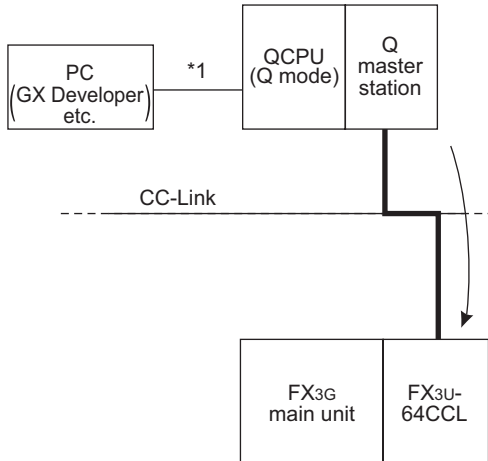 PC
(GX Developer)
etc.
*1
QCPU
(Q mode)
Q
master
station
CC-Link
FX3G
main unit
FX3U-
64CCL